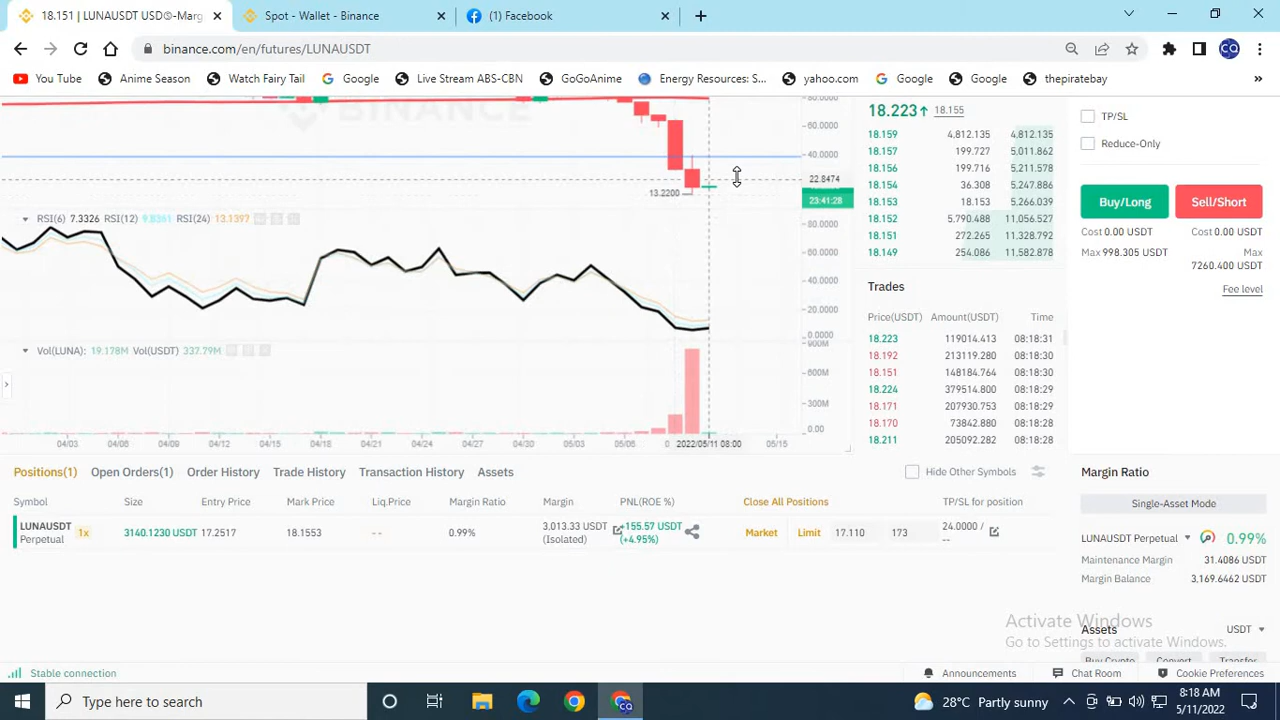 18.151 | LUNAUSDT USDⓈ-Marg
Spot - Wallet - Binance
(1) Facebook
binance.com/en/futures/LUNAUSDT
You Tube
Anime Season
Watch Fairy Tail
Google
Live Stream ABS-CBN
GoGoAnime
Energy Resources: S...
yahoo.com
Google
Google
thepiratebay
BINANCE
80.0000
60.0000
40.0000
22.8474
23:41:28
13.2200
RSI(6) 7.3326 RSI(12) 9.8361 RSI(24) 13.1397
80.0000
60.0000
40.0000
20.0000
0.0000
Vol(LUNA): 19.178M Vol(USDT) 337.79M
900M
600M
300M
0.00
04/03 04/06 04/09 04/12 04/15 04/18 04/21 04/24 04/27 04/30 05/03 05/06 2022/05/11 08:00 05/15
18.223↑ 18.155
18.159 4,812.135 4,812.135
18.157 199.727 5,011.862
18.156 199.716 5,247.886
18.154 36.308 5,247.886
18.153 18.153 5,266.039
18.152 5,790.488 11,056.527
18.151 272.265 11,328.792
18.149 254.086 11,582.878
Trades
Price(USDT) Amount(USDT) Time
18.223 119014.413 08:18:31
18.192 213119.280 08:18:30
18.151 148184.764 08:18:30
18.224 379514.800 08:18:29
18.171 207930.753 08:18:29
18.170 73842.880 08:18:28
18.211 205092.282 08:18:28
TP/SL
Reduce-Only
Buy/Long
Sell/Short
Cost 0.00 USDT
Cost 0.00 USDT
Max 998.305 USDT
Max
7260.400 USDT
Fee level
Positions(1) Open Orders(1) Order History Trade History Transaction History Assets
Hide Other Symbols
Symbol Size Entry Price Mark Price Liq.Price Margin Ratio Margin PNL(ROE %) Close All Positions TP/SL for position
LUNAUSDT 1x
Perpetual
3140.1230 USDT 17.2517 18.1553 -- 0.99%
3,013.33 USDT
(Isolated)
+155.57 USDT
(+4.95%)
Market Limit 17.110 173
24.0000 /
--
Margin Ratio
Single-Asset Mode
LUNAUSDT Perpetual 0.99%
Maintenance Margin 31.4086 USDT
Margin Balance 3,169.6462 USDT
Activate Windows
Go to Settings to activate Windows.
Assets USDT
Buy Crypto Convert Transfer
Stable connection
Announcements
Chat Room
Cookie Preferences
Type here to search
28°C Partly sunny
8:18 AM
5/11/2022